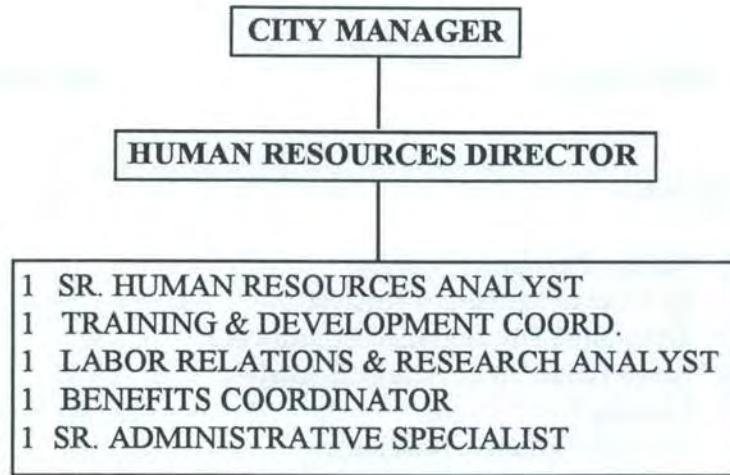 CITY MANAGER
HUMAN RESOURCES DIRECTOR
1 SR. HUMAN RESOURCES ANALYST
1 TRAINING & DEVELOPMENT COORD.
1 LABOR RELATIONS & RESEARCH ANALYST
1 BENEFITS COORDINATOR
1 SR. ADMINISTRATIVE SPECIALIST